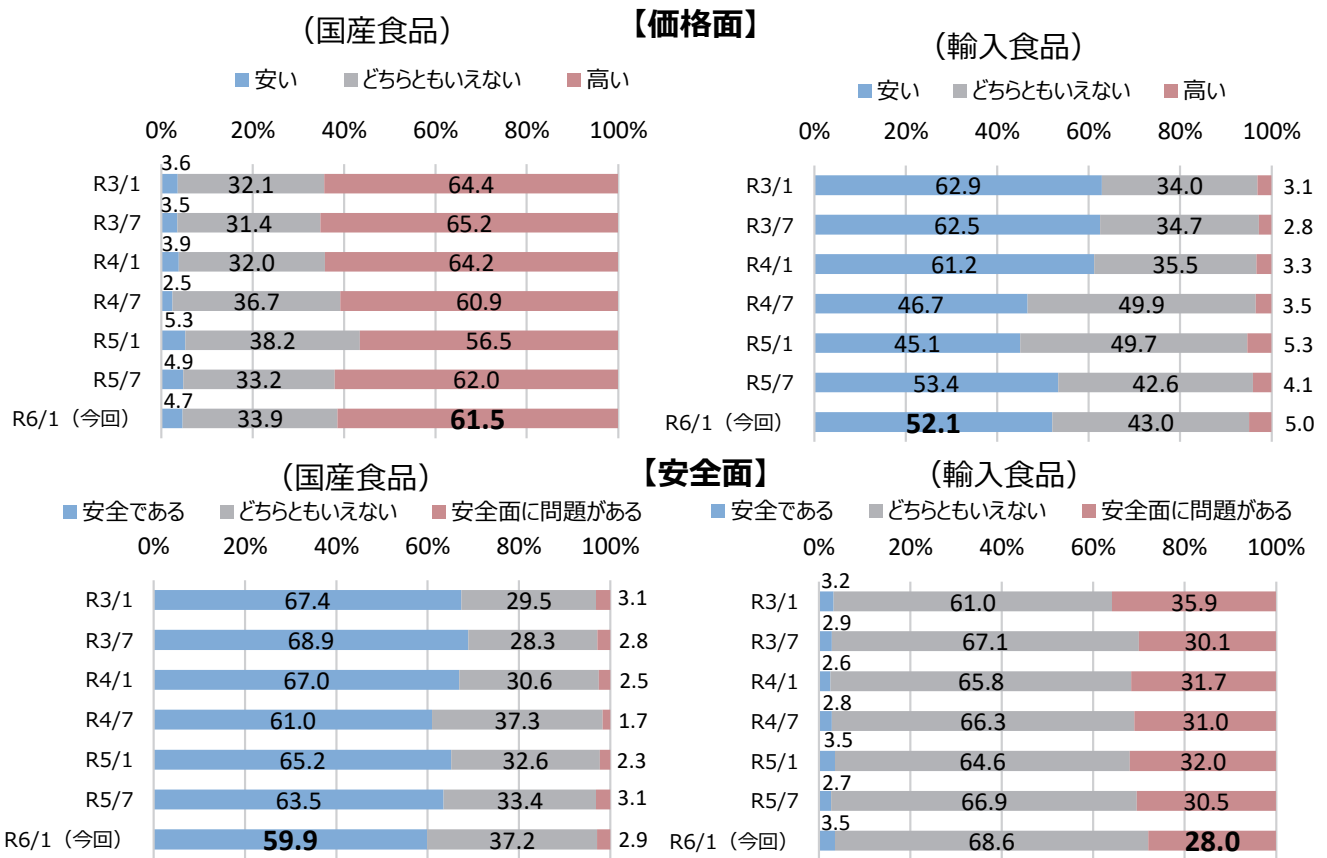 【価格面】
（国産食品）
安い どちらともいえない 高い
0% 20% 40% 60% 80% 100%
R3/1 3.6 32.1 64.4
R3/7 3.5 31.4 65.2
R4/1 3.9 32.0 64.2
R4/7 2.5 36.7 60.9
R5/1 5.3 38.2 56.5
R5/7 4.9 33.2 62.0
R6/1（今回） 4.7 33.9 61.5
（輸入食品）
安い どちらともいえない 高い
0% 20% 40% 60% 80% 100%
R3/1 62.9 34.0 3.1
R3/7 62.5 34.7 2.8
R4/1 61.2 35.5 3.3
R4/7 46.7 49.9 3.5
R5/1 45.1 49.7 5.3
R5/7 53.4 42.6 4.1
R6/1（今回） 52.1 43.0 5.0
【安全面】
（国産食品）
安全である どちらともいえない 安全面に問題がある
0% 20% 40% 60% 80% 100%
R3/1 67.4 29.5 3.1
R3/7 68.9 28.3 2.8
R4/1 67.0 30.6 2.5
R4/7 61.0 37.3 1.7
R5/1 65.2 32.6 2.3
R5/7 63.5 33.4 3.1
R6/1（今回） 59.9 37.2 2.9
（輸入食品）
安全である どちらともいえない 安全面に問題がある
0% 20% 40% 60% 80% 100%
R3/1 3.2 61.0 35.9
R3/7 2.9 67.1 30.1
R4/1 2.6 65.8 31.7
R4/7 2.8 66.3 31.0
R5/1 3.5 64.6 32.0
R5/7 2.7 66.9 30.5
R6/1（今回） 3.5 68.6 28.0